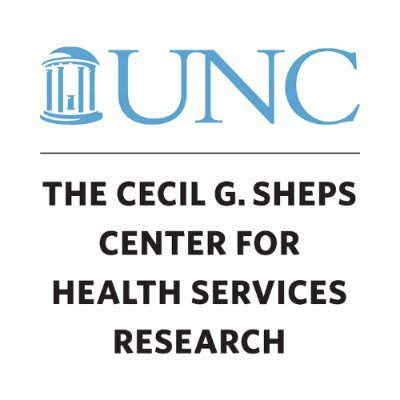 UNC
THE CECIL G. SHEPS
CENTER FOR
HEALTH SERVICES
RESEARCH